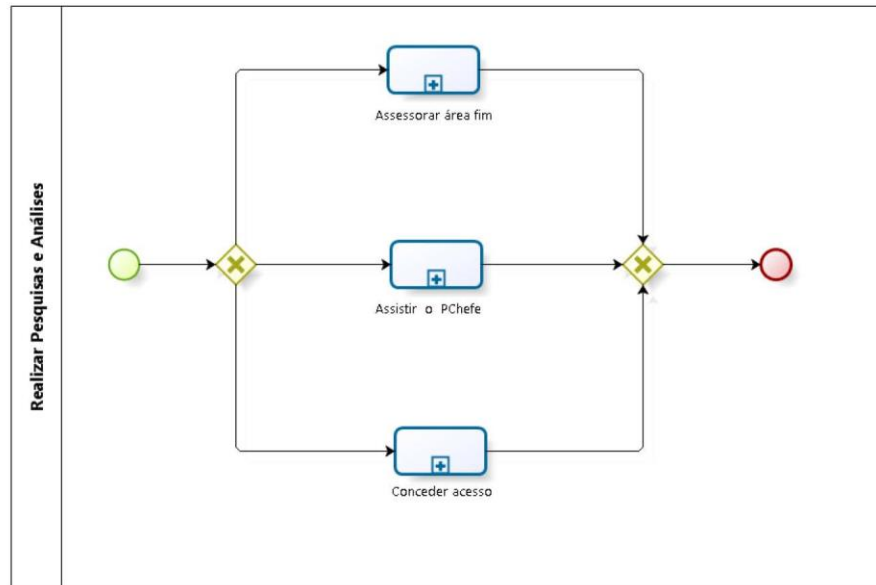 Realizar Pesquisas e Análises
Assessorar área fim
Assistir o PChefe
Conceder acesso